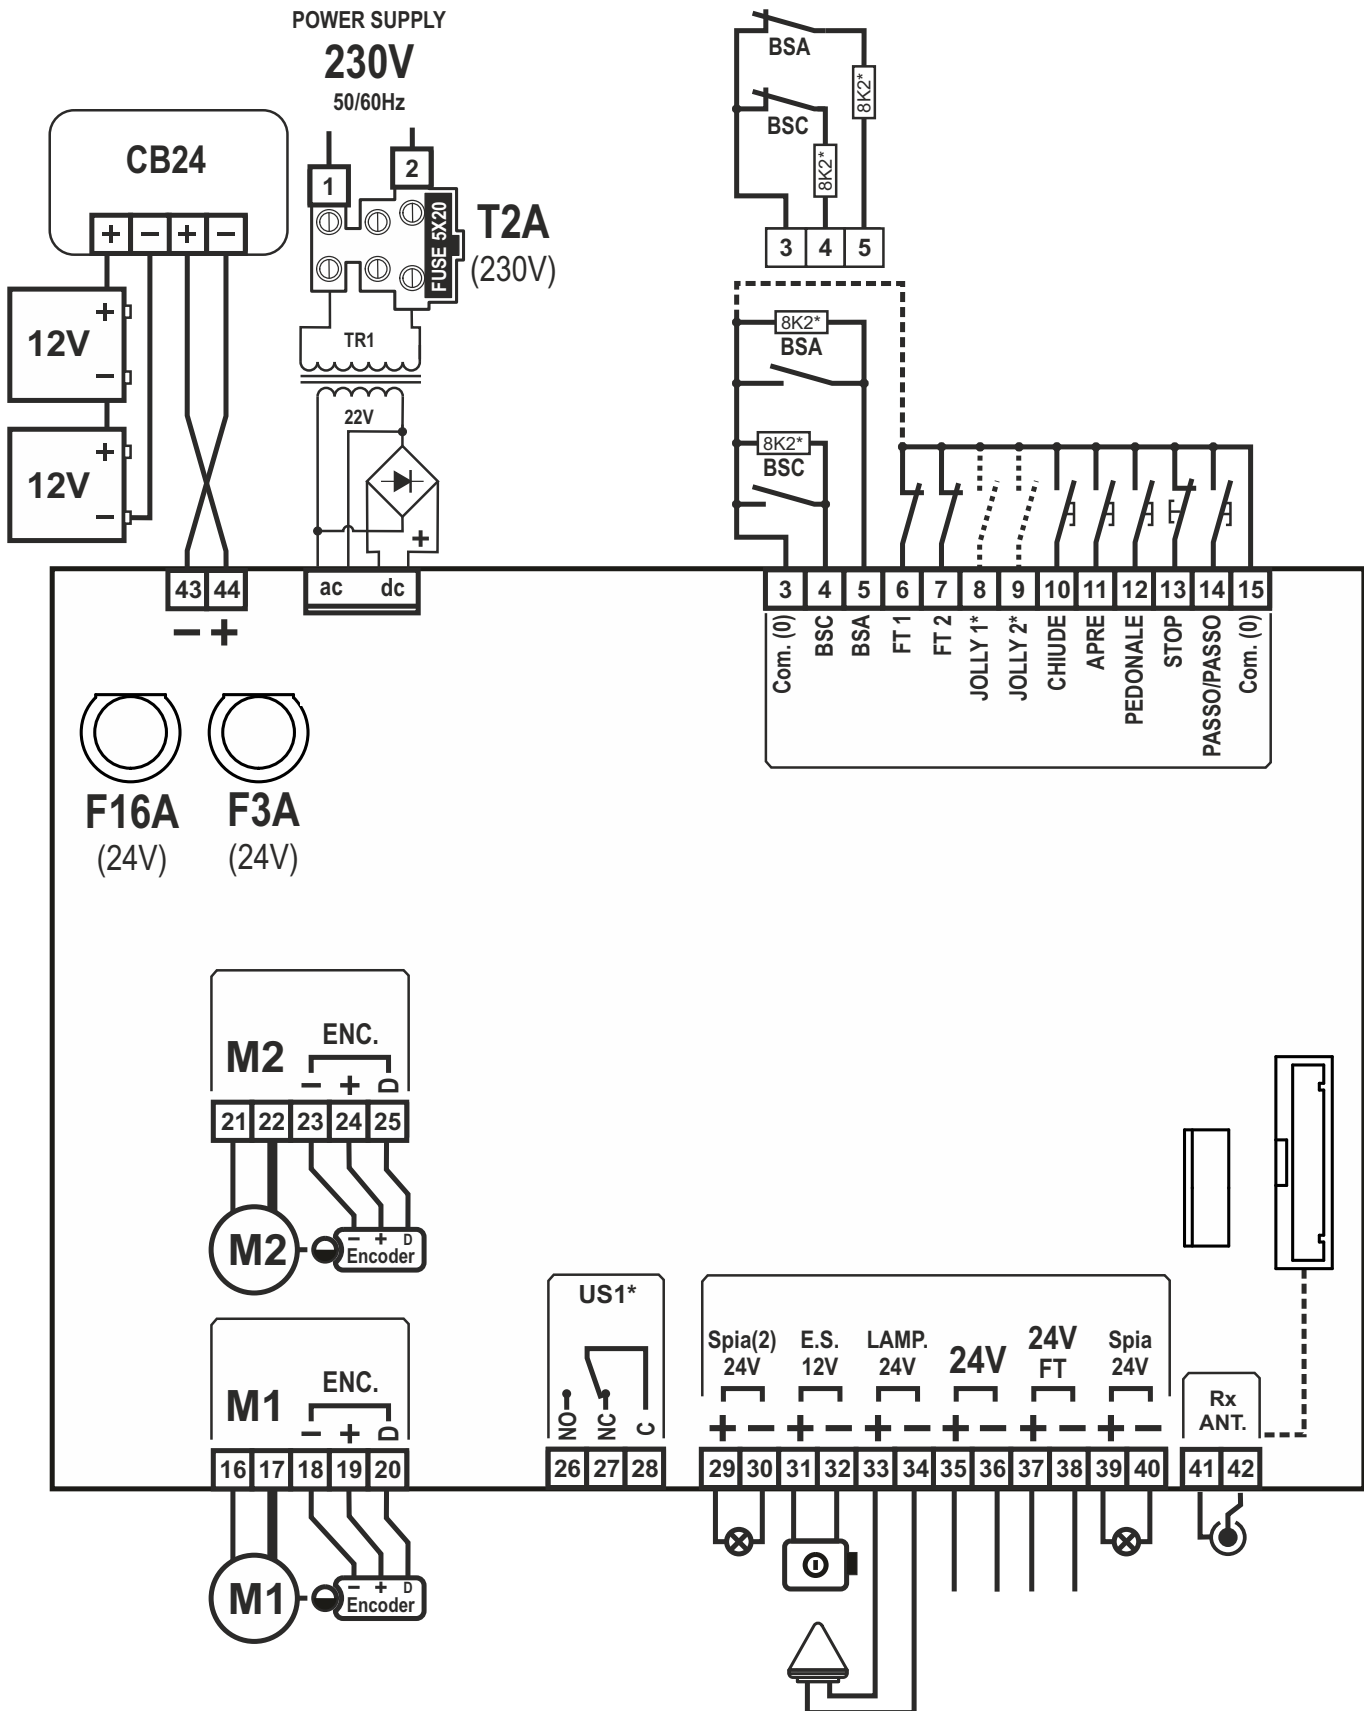 POWER SUPPLY
230V
50/60Hz
BSA
8K2*
BSC
8K2*
3 4 5
CB24
+ − + −
1
2
FUSE 5X20
T2A
(230V)
+
12V
−
+
12V
−
TR1
22V
+
8K2*
BSA
8K2*
BSC
43 44
− +
ac dc
3 4 5 6 7 8 9 10 11 12 13 14 15
Com. (0)
BSC
BSA
FT 1
FT 2
JOLLY 1*
JOLLY 2*
CHIUDE
APRE
PEDONALE
STOP
PASSO/PASSO
Com. (0)
F16A
(24V)
F3A
(24V)
M2
ENC.
− + D
21 22 23 24 25
M2
− + D
Encoder
M1
ENC.
− + D
16 17 18 19 20
M1
− + D
Encoder
US1*
NO
NC
C
26 27 28
Spia(2)
24V
E.S.
12V
LAMP.
24V
24V
24V
FT
Spia
24V
+ − + − + − + − + − + −
29 30 31 32 33 34 35 36 37 38 39 40
Rx
ANT.
41 42